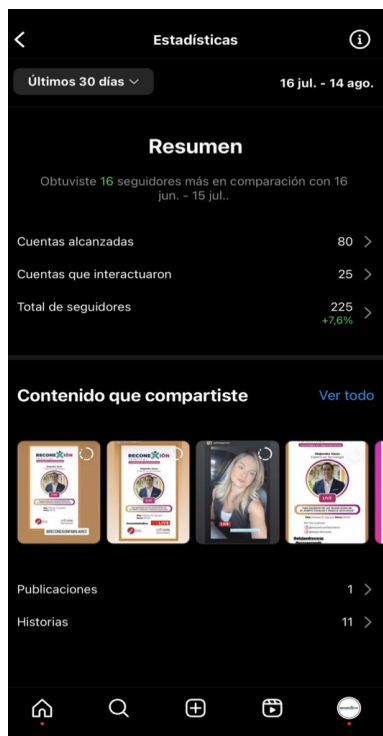 Estadísticas
Últimos 30 días
16 jul. - 14 ago.
Resumen
Obtuviste 16 seguidores más en comparación con 16
jun. - 15 jul..
Cuentas alcanzadas
80
Cuentas que interactuaron
25
Total de seguidores
225
+7,6%
Contenido que compartiste
Ver todo
RECONEXIÓN
RECONEXIÓN
Alejandro Varas
LIVE
LIVE
LIVE
Publicaciones
1
Historias
11